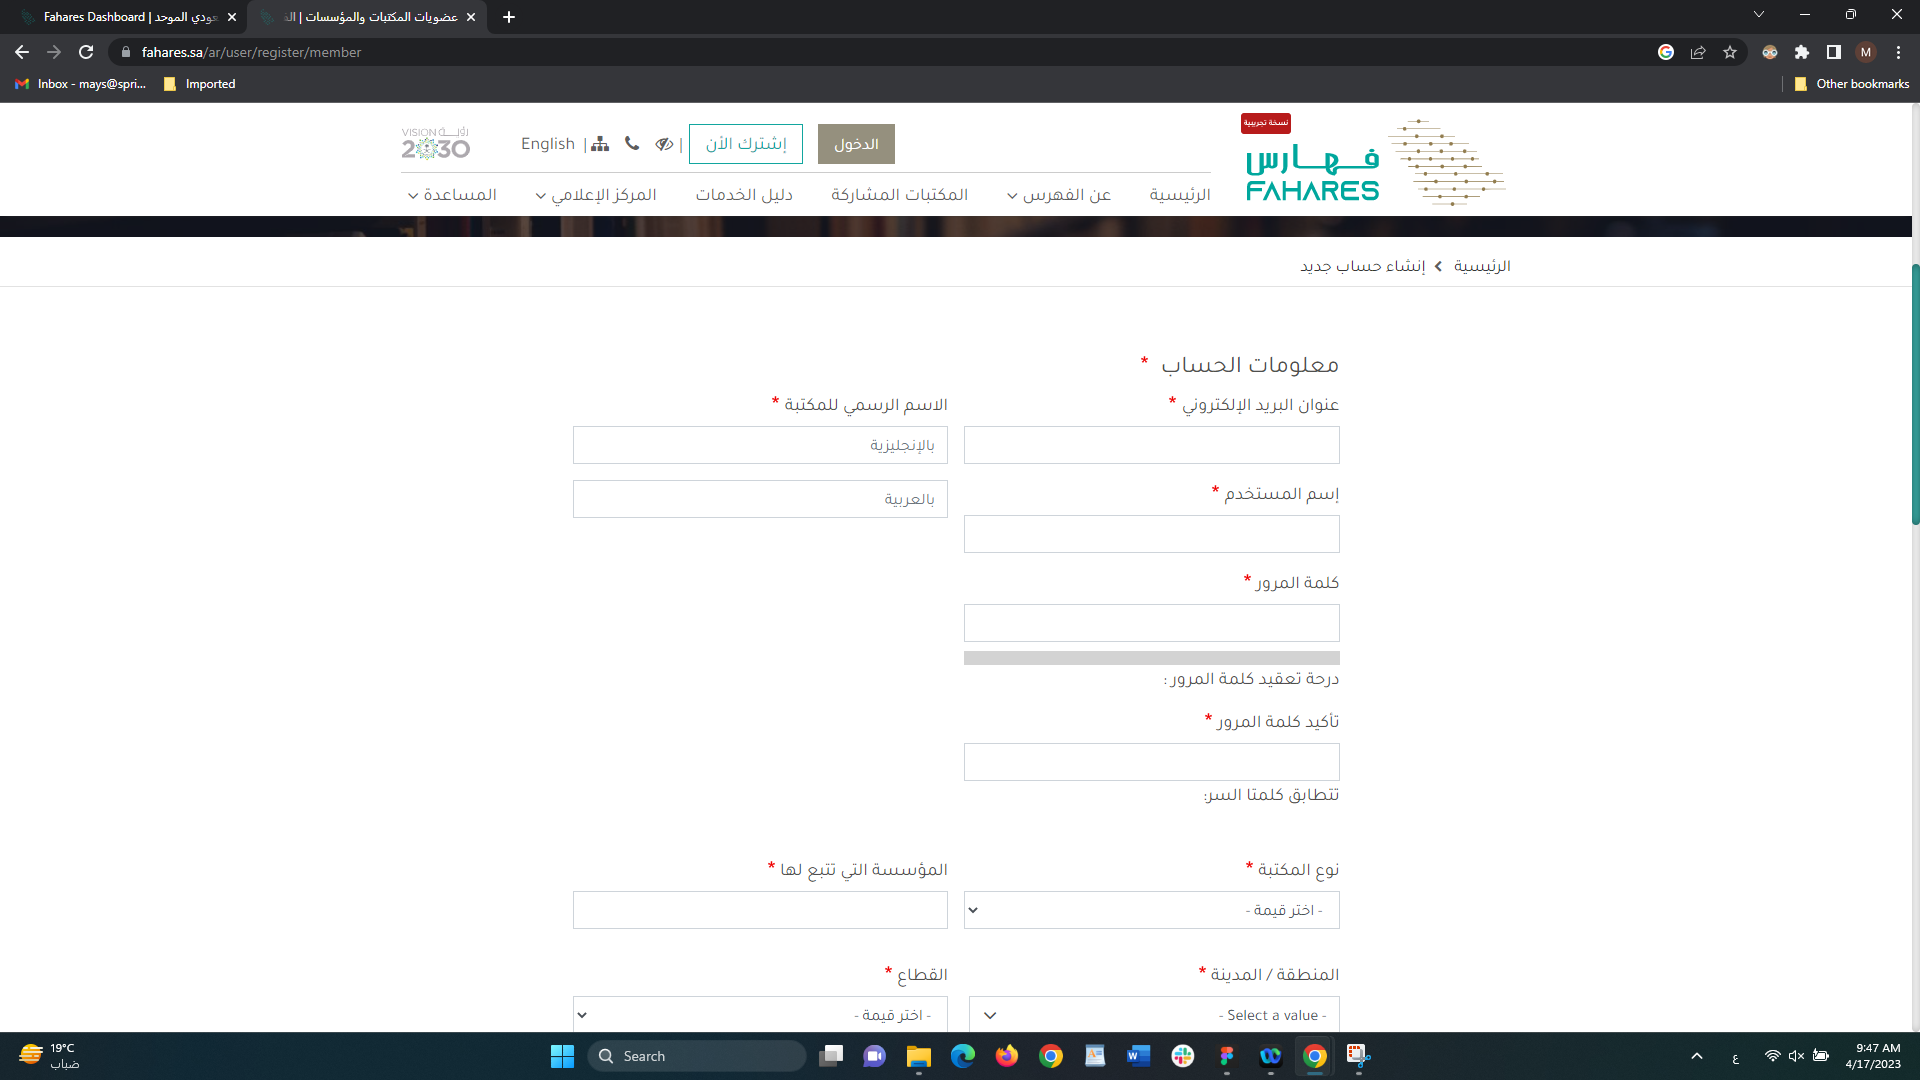 Fahares Dashboard | عودي الموحد
عضويات المكتبات والمؤسسات | الف
fahares.sa/ar/user/register/member
M
Inbox - mays@spri...
Imported
Other bookmarks
نسخة تجريبية
فهارس
FAHARES
الدخول
إشترك الأن
English
VISION رؤية
2030
الرئيسية
عن الفهرس
المكتبات المشاركة
دليل الخدمات
المركز الإعلامي
المساعدة
الرئيسية
إنشاء حساب جديد
معلومات الحساب *
عنوان البريد الإلكتروني *
الاسم الرسمي للمكتبة *
بالإنجليزية
إسم المستخدم *
بالعربية
كلمة المرور *
درجة تعقيد كلمة المرور :
تأكيد كلمة المرور *
تتطابق كلمتا السر:
نوع المكتبة *
المؤسسة التي تتبع لها *
- اختر قيمة -
المنطقة / المدينة *
القطاع *
- Select a value -
- اختر قيمة -
19°C
ضباب
Search
ع
9:47 AM
4/17/2023